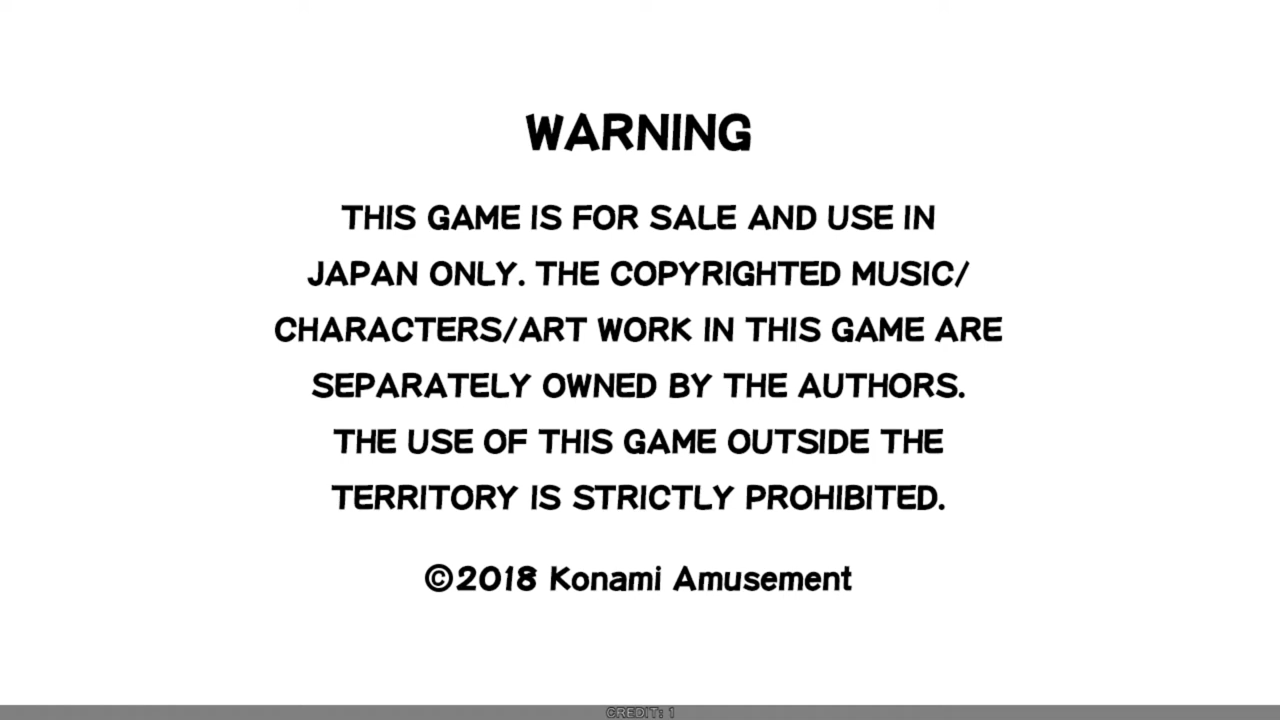 WARNING
THIS GAME IS FOR SALE AND USE IN
JAPAN ONLY. THE COPYRIGHTED MUSIC/
CHARACTERS/ART WORK IN THIS GAME ARE
SEPARATELY OWNED BY THE AUTHORS.
THE USE OF THIS GAME OUTSIDE THE
TERRITORY IS STRICTLY PROHIBITED.
©2018 Konami Amusement
CREDIT: 1